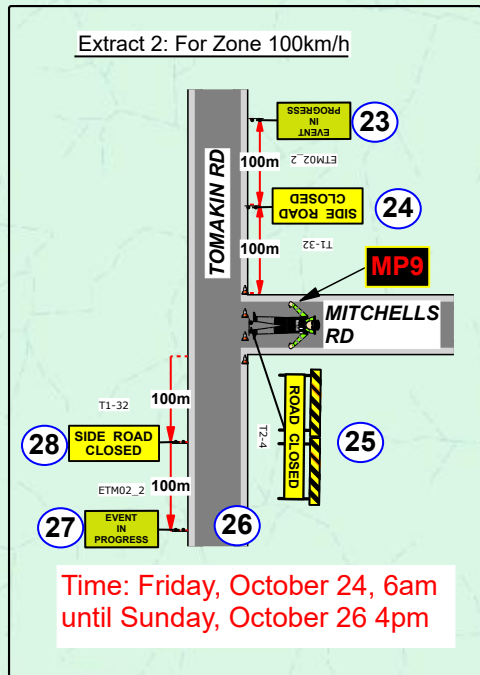 Extract 2: For Zone 100km/h
EVENT
IN
PROGRESS
23
100m
ETM02_2
TOMAKIN RD
SIDE ROAD
CLOSED
24
100m
T1-32
MP9
MITCHELLS
RD
T1-32
100m
28
SIDE ROAD
CLOSED
T2-4
ROAD CLOSED
25
ETM02_2
100m
27
EVENT
IN
PROGRESS
26
Time: Friday, October 24, 6am
until Sunday, October 26 4pm